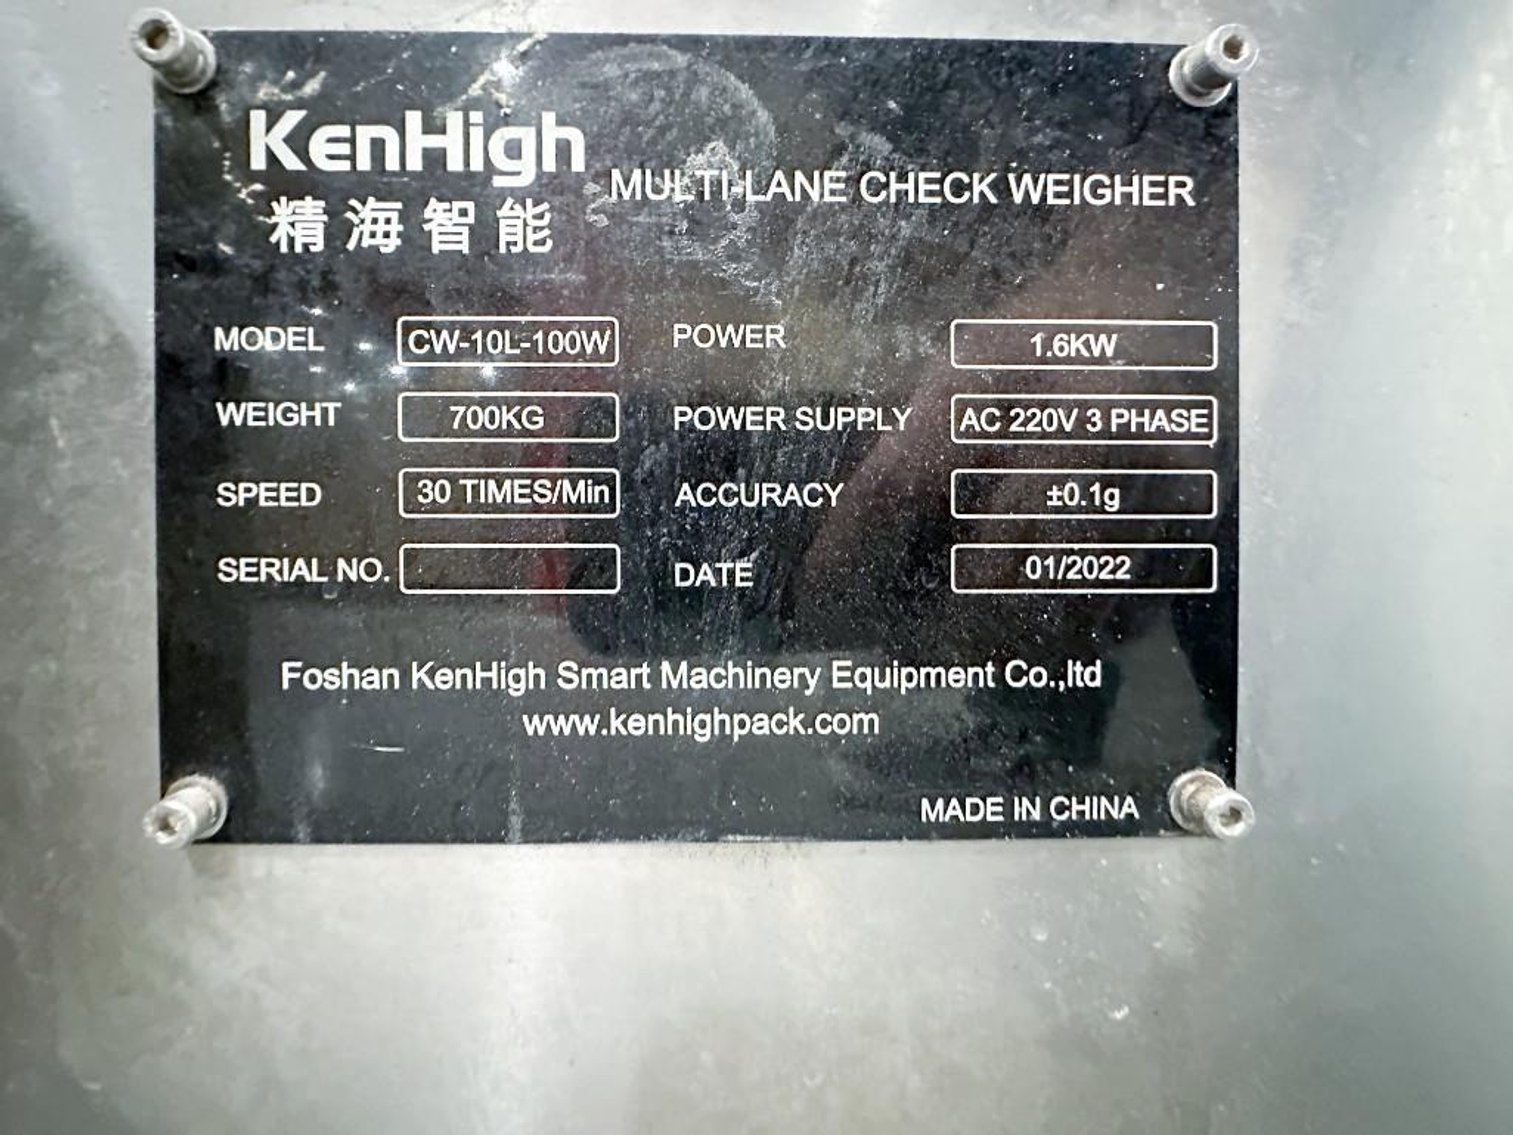 KenHigh
精海智能
MULTI-LANE CHECK WEIGHER
MODEL CW-10L-100W POWER 1.6KW
WEIGHT 700KG POWER SUPPLY AC 220V 3 PHASE
SPEED 30 TIMES/Min ACCURACY ±0.1g
SERIAL NO. DATE 01/2022
Foshan KenHigh Smart Machinery Equipment Co.,ltd
www.kenhighpack.com
MADE IN CHINA